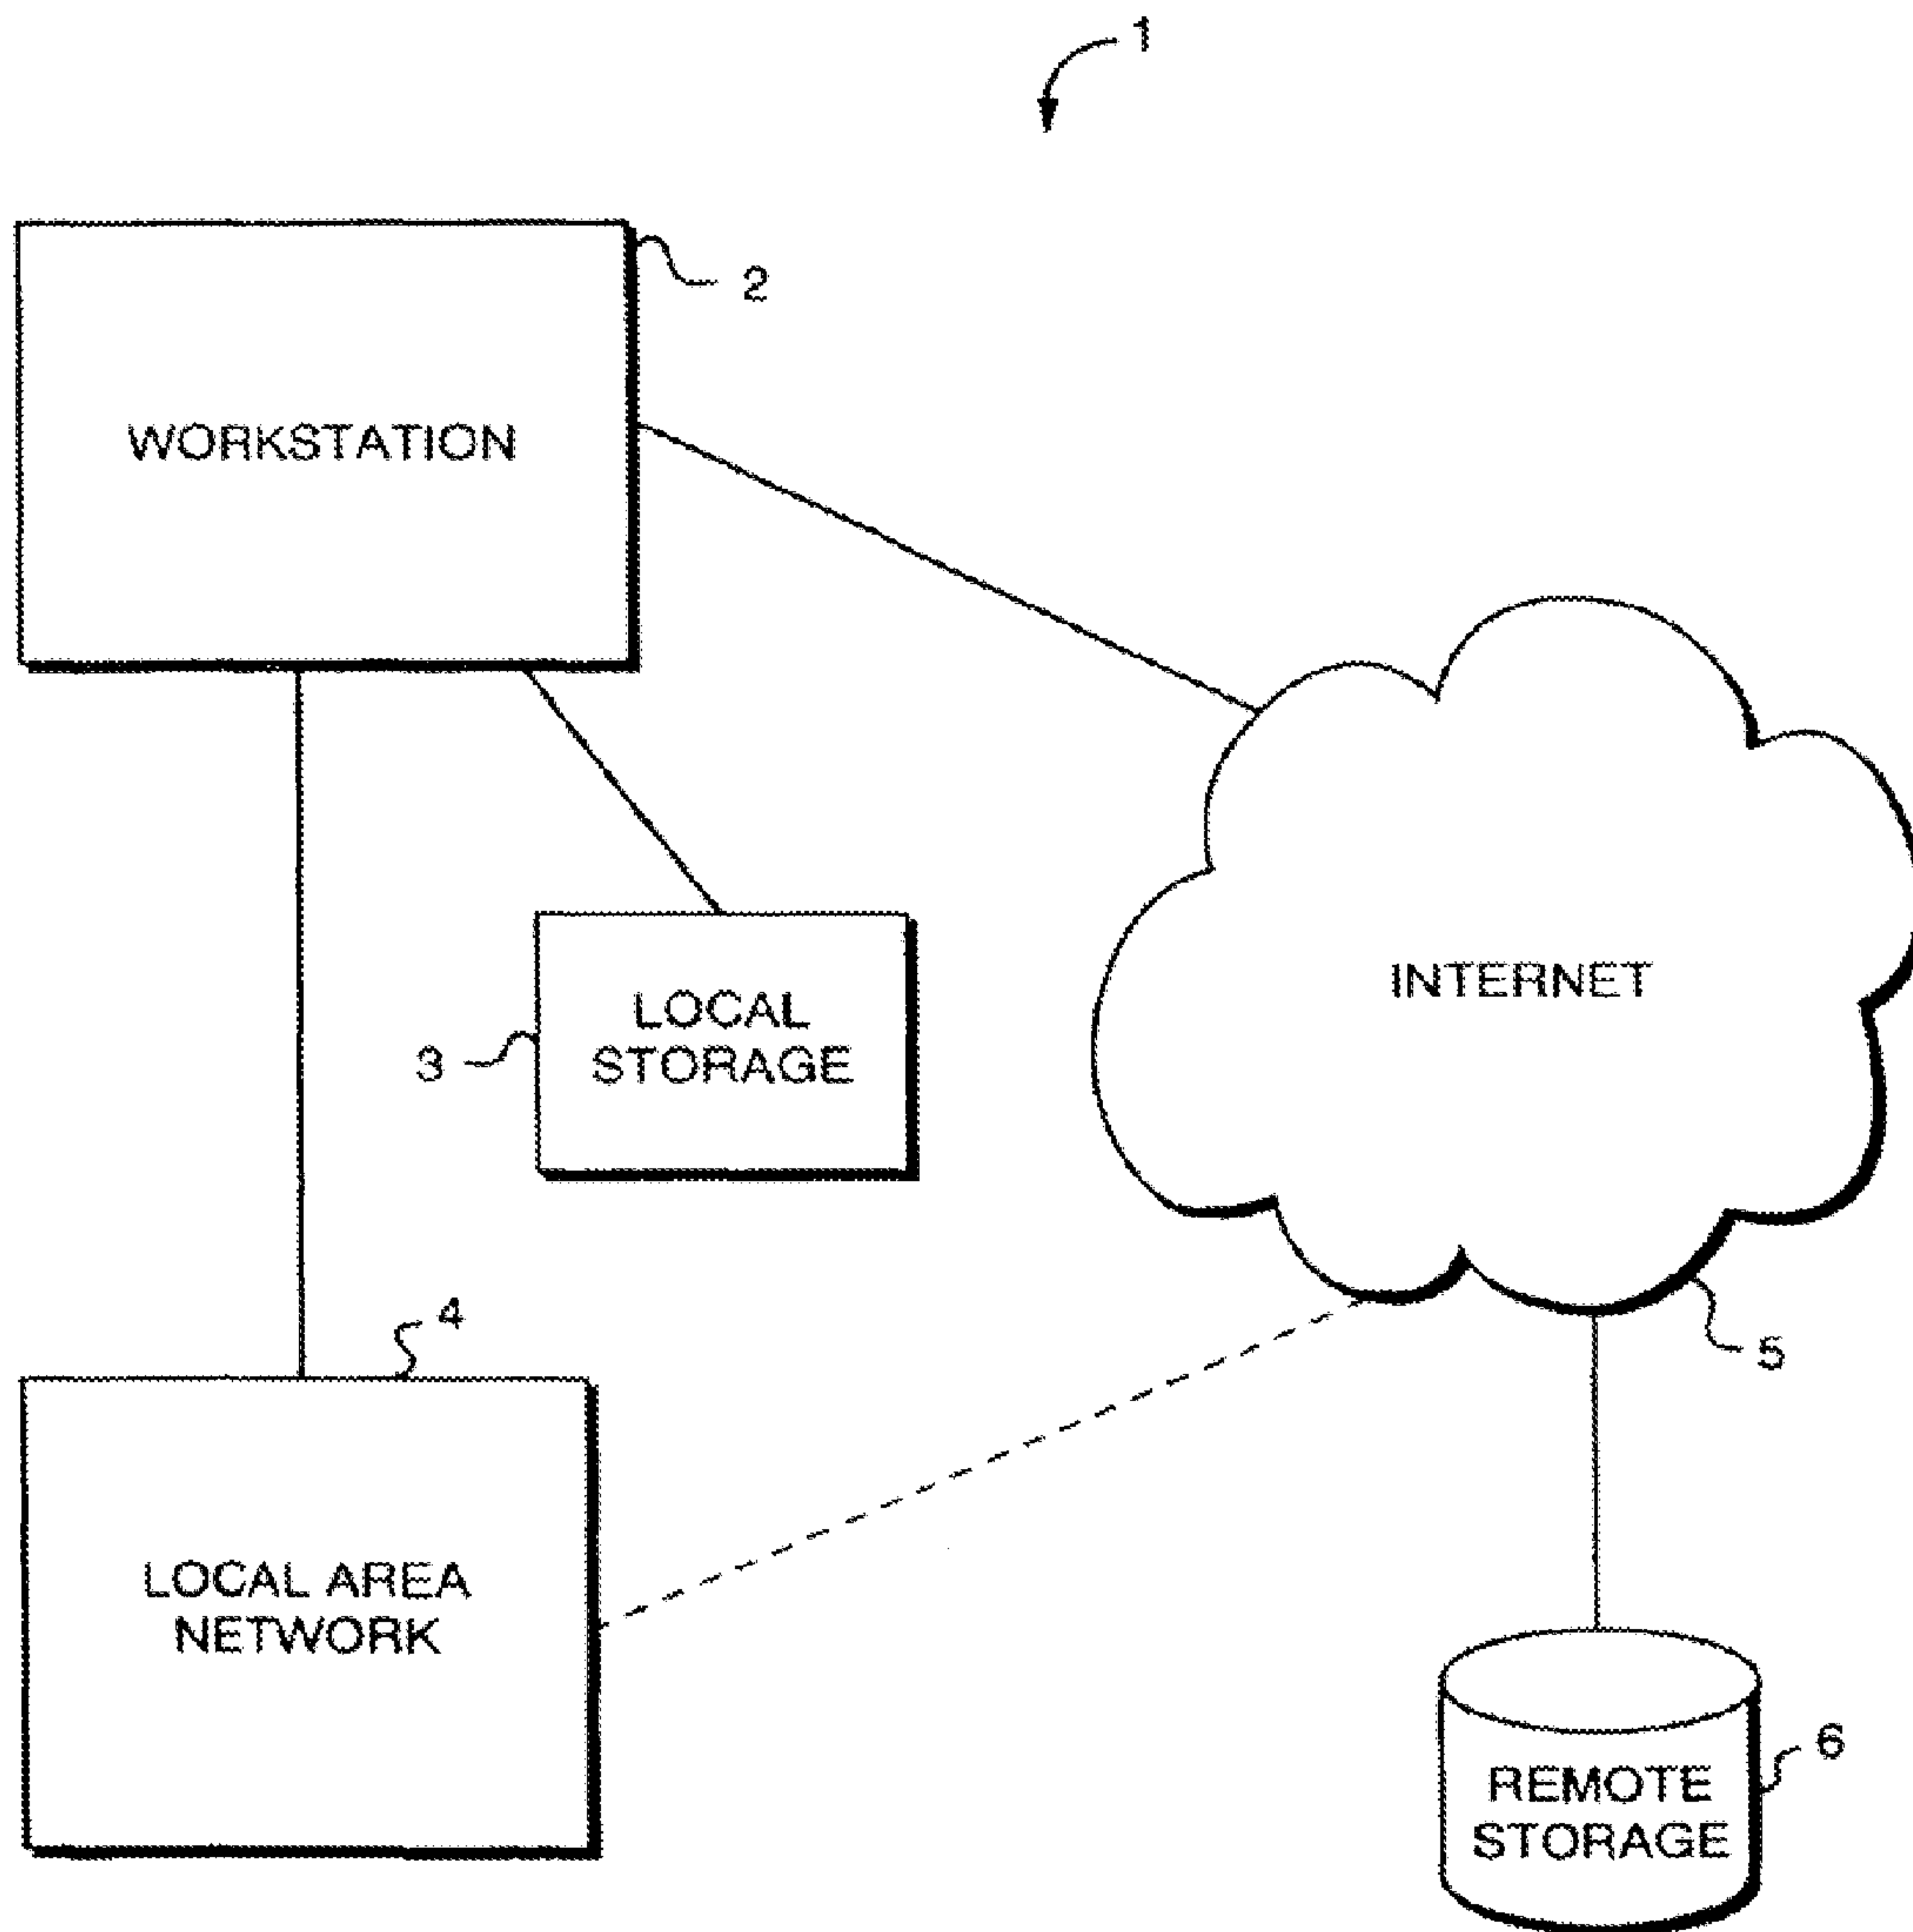 1
2
WORKSTATION
INTERNET
LOCAL
STORAGE
3
4
5
LOCAL AREA
NETWORK
6
REMOTE
STORAGE